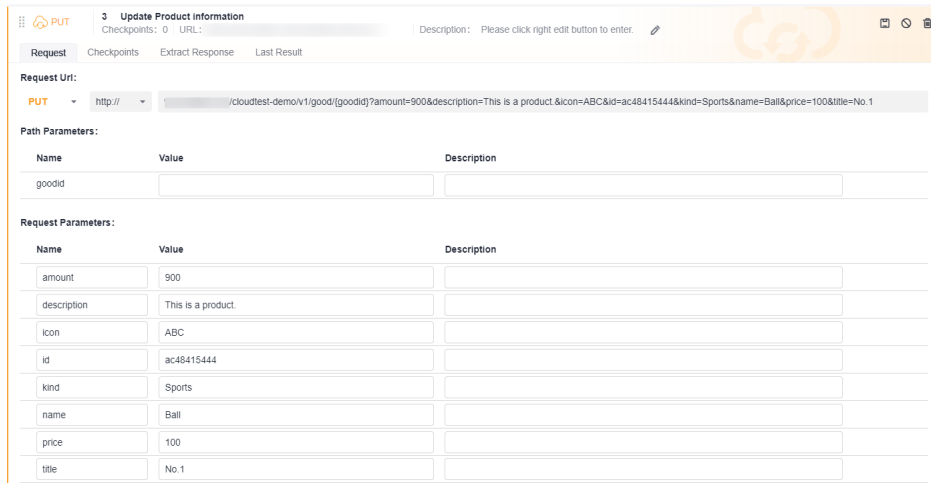 PUT 3 Update Product information
Checkpoints: 0 URL: Description: Please click right edit button to enter.
Request Checkpoints Extract Response Last Result
Request Url:
PUT http:// /cloudtest-demo/v1/good/{goodid}?amount=900&description=This is a product.&icon=ABC&id=ac48415444&kind=Sports&name=Ball&price=100&title=No.1
Path Parameters:
Name Value Description
goodid
Request Parameters:
Name Value Description
amount 900
description This is a product.
icon ABC
id ac48415444
kind Sports
name Ball
price 100
title No.1